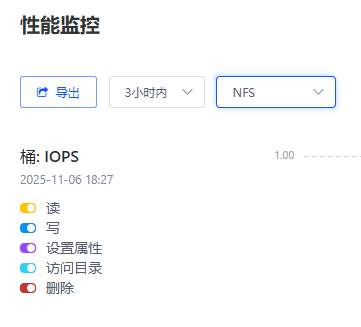 性能监控
导出
3小时内
NFS
桶: IOPS
1.00
2025-11-06 18:27
读
写
设置属性
访问目录
删除